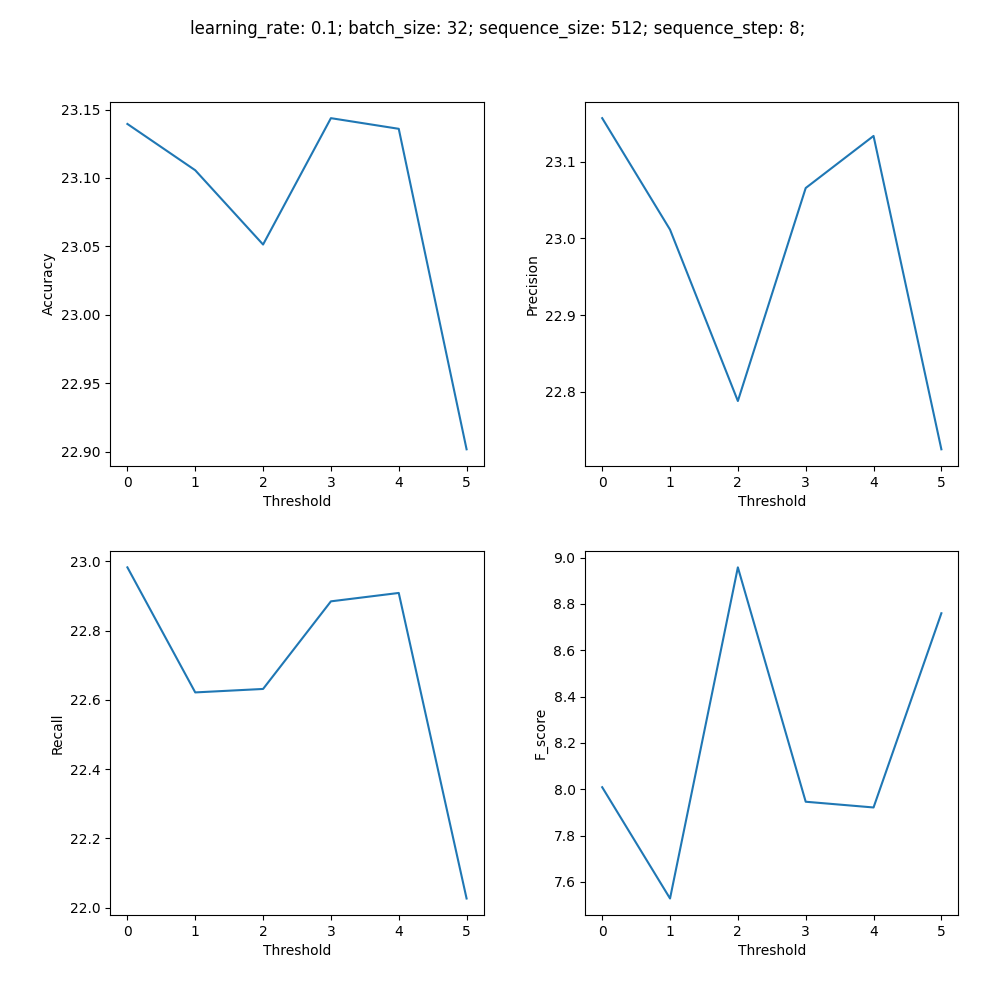 learning_rate: 0.1; batch_size: 32; sequence_size: 512; sequence_step: 8;
23.15
23.10
23.05
23.00
22.95
22.90
Accuracy
0 1 2 3 4 5
Threshold
23.1
23.0
22.9
22.8
Precision
0 1 2 3 4 5
Threshold
23.0
22.8
22.6
22.4
22.2
22.0
Recall
0 1 2 3 4 5
Threshold
9.0
8.8
8.6
8.4
8.2
8.0
7.8
7.6
F_score
0 1 2 3 4 5
Threshold